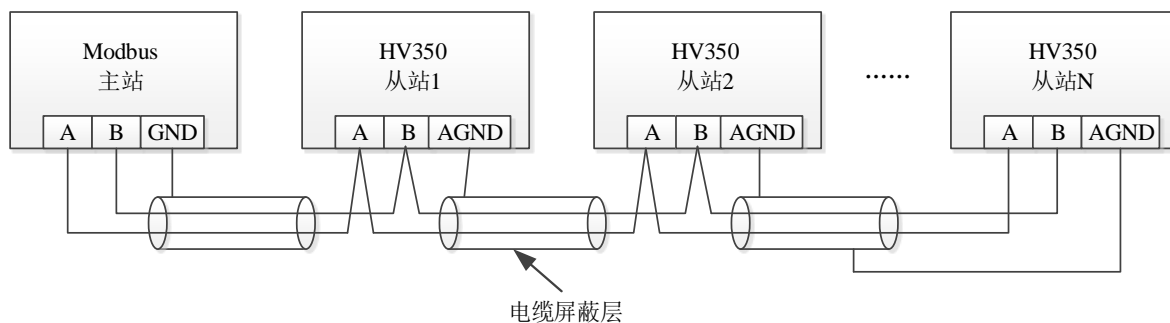 Modbus
主站
A B GND
HV350
从站1
A B AGND
HV350
从站2
A B AGND
······
HV350
从站N
A B AGND
电缆屏蔽层